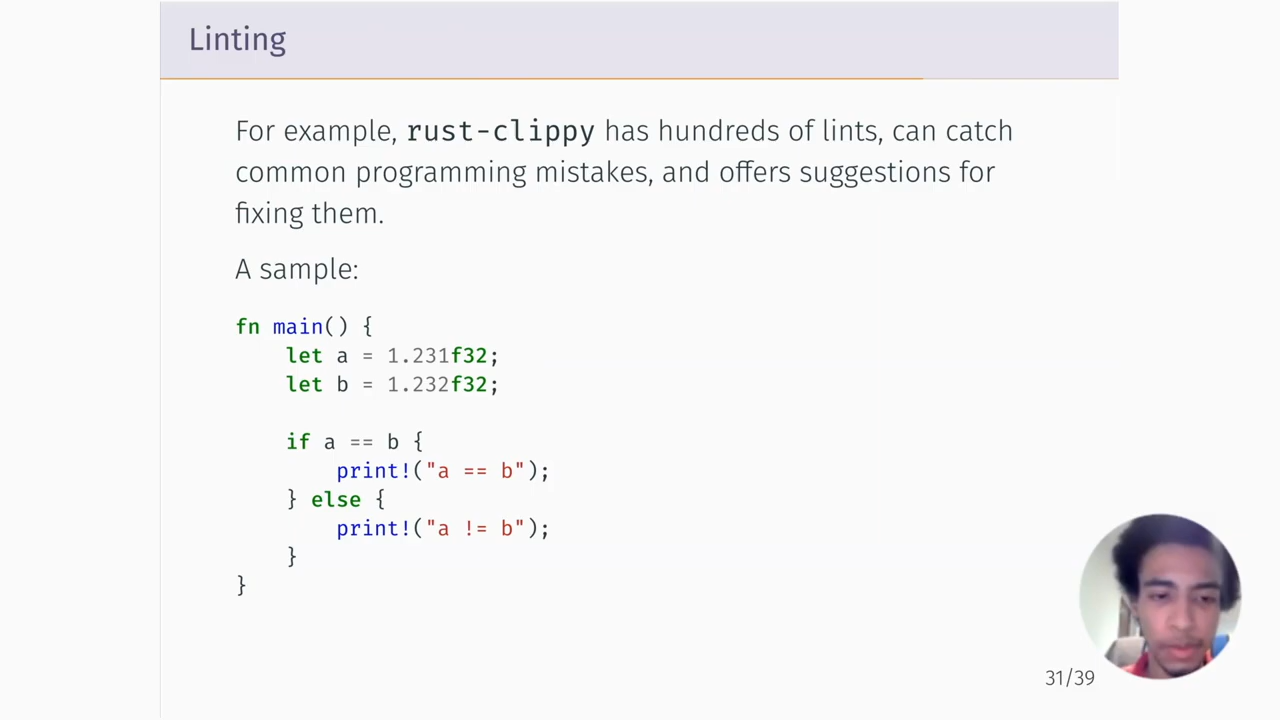 Linting
For example, rust-clippy has hundreds of lints, can catch
common programming mistakes, and offers suggestions for
fixing them.
A sample:
fn main() {
    let a = 1.231f32;
    let b = 1.232f32;

    if a == b {
        print!("a == b");
    } else {
        print!("a != b");
    }
}
31/39